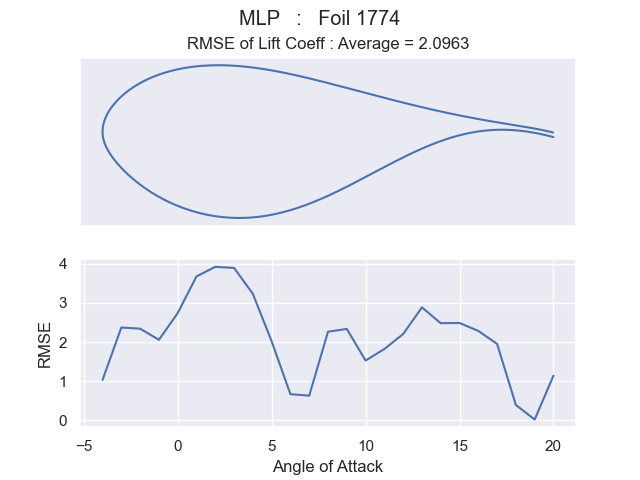 MLP : Foil 1774
RMSE of Lift Coeff : Average = 2.0963
4
3
2
1
0
RMSE
−5 0 5 10 15 20
Angle of Attack